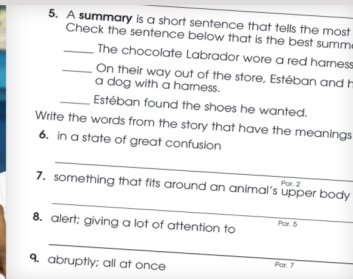 5. A summary is a short sentence that tells the most
Check the sentence below that is the best
_____ The chocolate Labrador wore a red harness
_____ On their way out of the store, Estéban and
a dog with a harness.
_____ Estéban found the shoes he wanted.
Write the words from the story that have the meanings
6. in a state of great confusion
Par. 2
7. something that fits around an animal's upper body
Par. 5
8. alert; giving a lot of attention to
Par. 7
9. abruptly; all at once